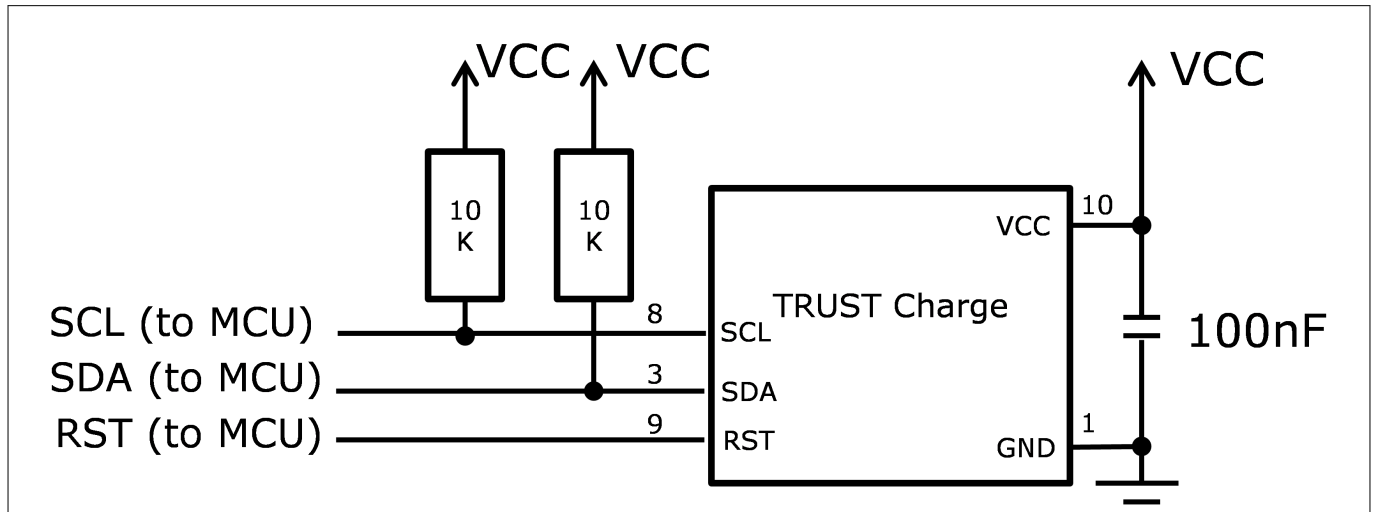 VCC VCC
VCC
10
K
10
K
10
VCC
TRUST Charge
SCL (to MCU)
8
SCL
100nF
SDA (to MCU)
3
SDA
RST (to MCU)
9
RST
1
GND